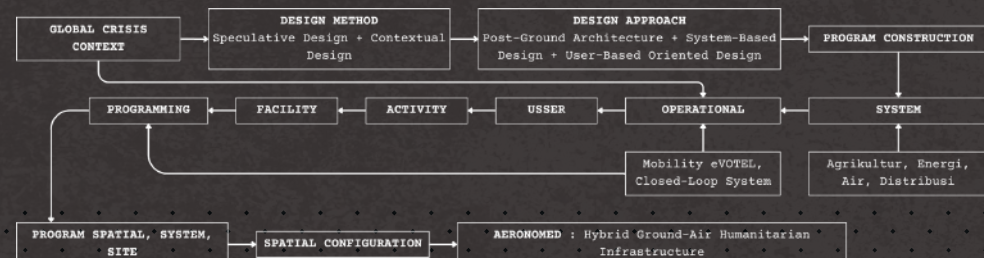 GLOBAL CRISIS
CONTEXT
DESIGN METHOD
Speculative Design + Contextual
Design
DESIGN APPROACH
Post-Ground Architecture + System-Based
Design + User-Based Oriented Design
PROGRAM CONSTRUCTION
PROGRAMMING
FACILITY
ACTIVITY
USSER
OPERATIONAL
SYSTEM
Mobility eVOTEL,
Closed-Loop System
Agrikultur, Energi,
Air, Distribusi
PROGRAM SPATIAL, SYSTEM,
SITE
SPATIAL CONFIGURATION
AERONOMED : Hybrid Ground-Air Humanitarian
Infrastructure